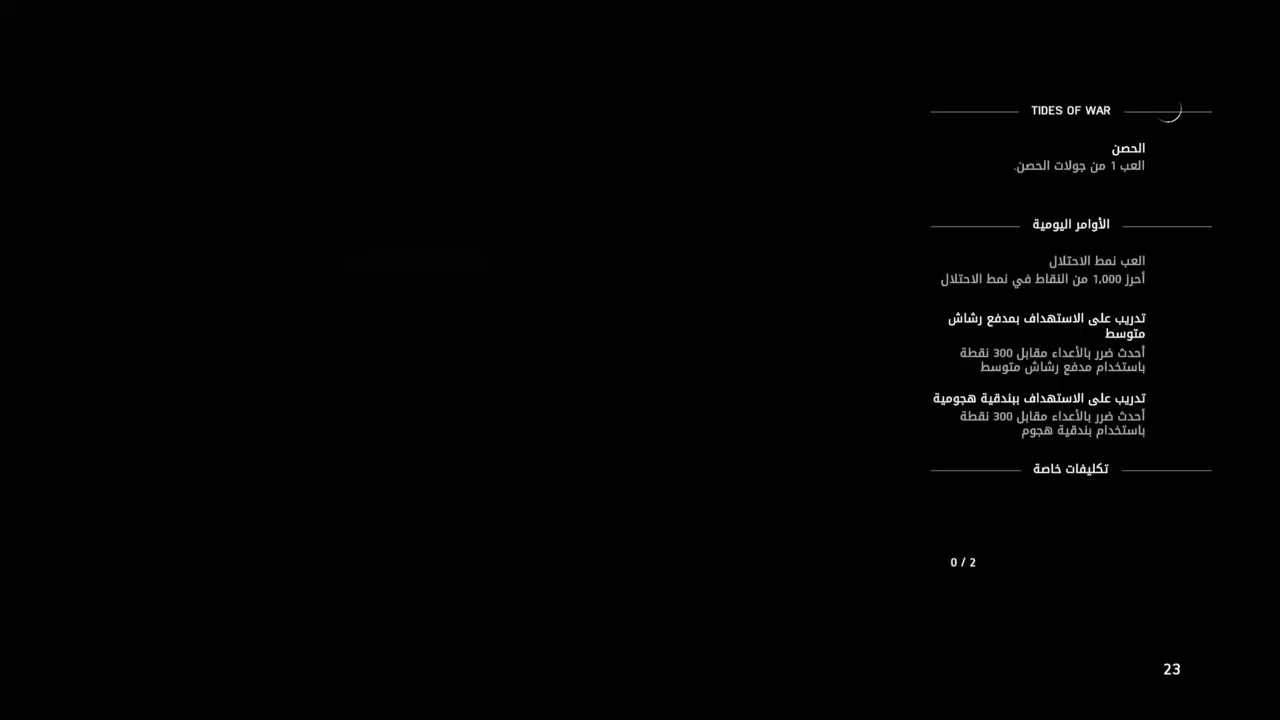 TIDES OF WAR
الحصن
العب 1 من جولات الحصن.
الأوامر اليومية
العب نمط الاحتلال
أحرز 1,000 من النقاط في نمط الاحتلال
تدريب على الاستهداف بمدفع رشاش
متوسط
أحدث ضرر بالأعداء مقابل 300 نقطة
باستخدام مدفع رشاش متوسط
تدريب على الاستهداف ببندقية هجومية
أحدث ضرر بالأعداء مقابل 300 نقطة
باستخدام بندقية هجوم
تكليفات خاصة
0 / 2
23